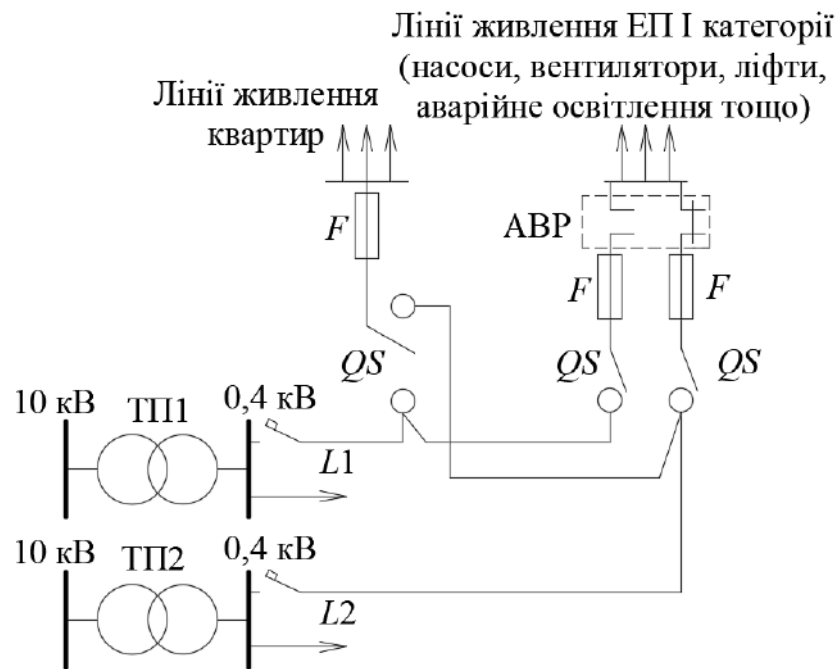 Лінії живлення ЕП І категорії
(насоси, вентилятори, ліфти,
аварійне освітлення тощо)
Лінії живлення
квартир
F
АВР
F
F
QS
QS
QS
10 кВ
ТП1
0,4 кВ
L1
10 кВ
ТП2
0,4 кВ
L2